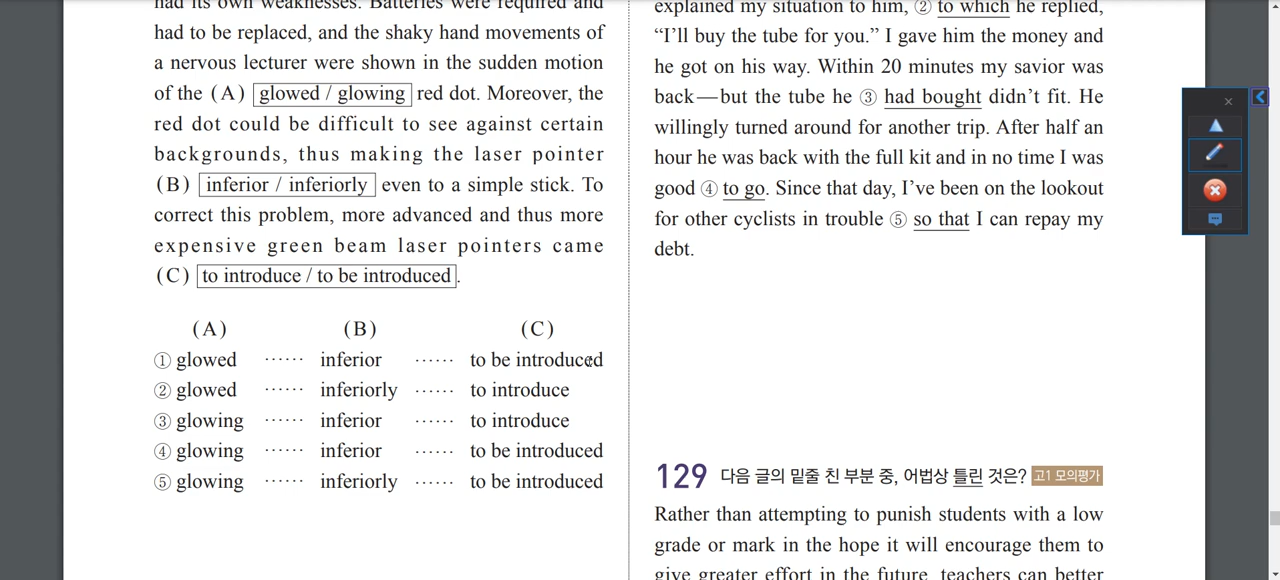 had its own weaknesses. Batteries were required and
had to be replaced, and the shaky hand movements of
a nervous lecturer were shown in the sudden motion
of the (A) glowed / glowing red dot. Moreover, the
red dot could be difficult to see against certain
backgrounds, thus making the laser pointer
(B) inferior / inferiorly even to a simple stick. To
correct this problem, more advanced and thus more
expensive green beam laser pointers came
(C) to introduce / to be introduced.
(A) (B) (C)
① glowed ······ inferior ······ to be introduced
② glowed ······ inferiorly ······ to introduce
③ glowing ······ inferior ······ to introduce
④ glowing ······ inferior ······ to be introduced
⑤ glowing ······ inferiorly ······ to be introduced
explained my situation to him, ② to which he replied,
“I’ll buy the tube for you.” I gave him the money and
he got on his way. Within 20 minutes my savior was
back—but the tube he ③ had bought didn’t fit. He
willingly turned around for another trip. After half an
hour he was back with the full kit and in no time I was
good ④ to go. Since that day, I’ve been on the lookout
for other cyclists in trouble ⑤ so that I can repay my
debt.
129 다음 글의 밑줄 친 부분 중, 어법상 틀린 것은? 고1 모의평가
Rather than attempting to punish students with a low
grade or mark in the hope it will encourage them to
give greater effort in the future, teachers can better